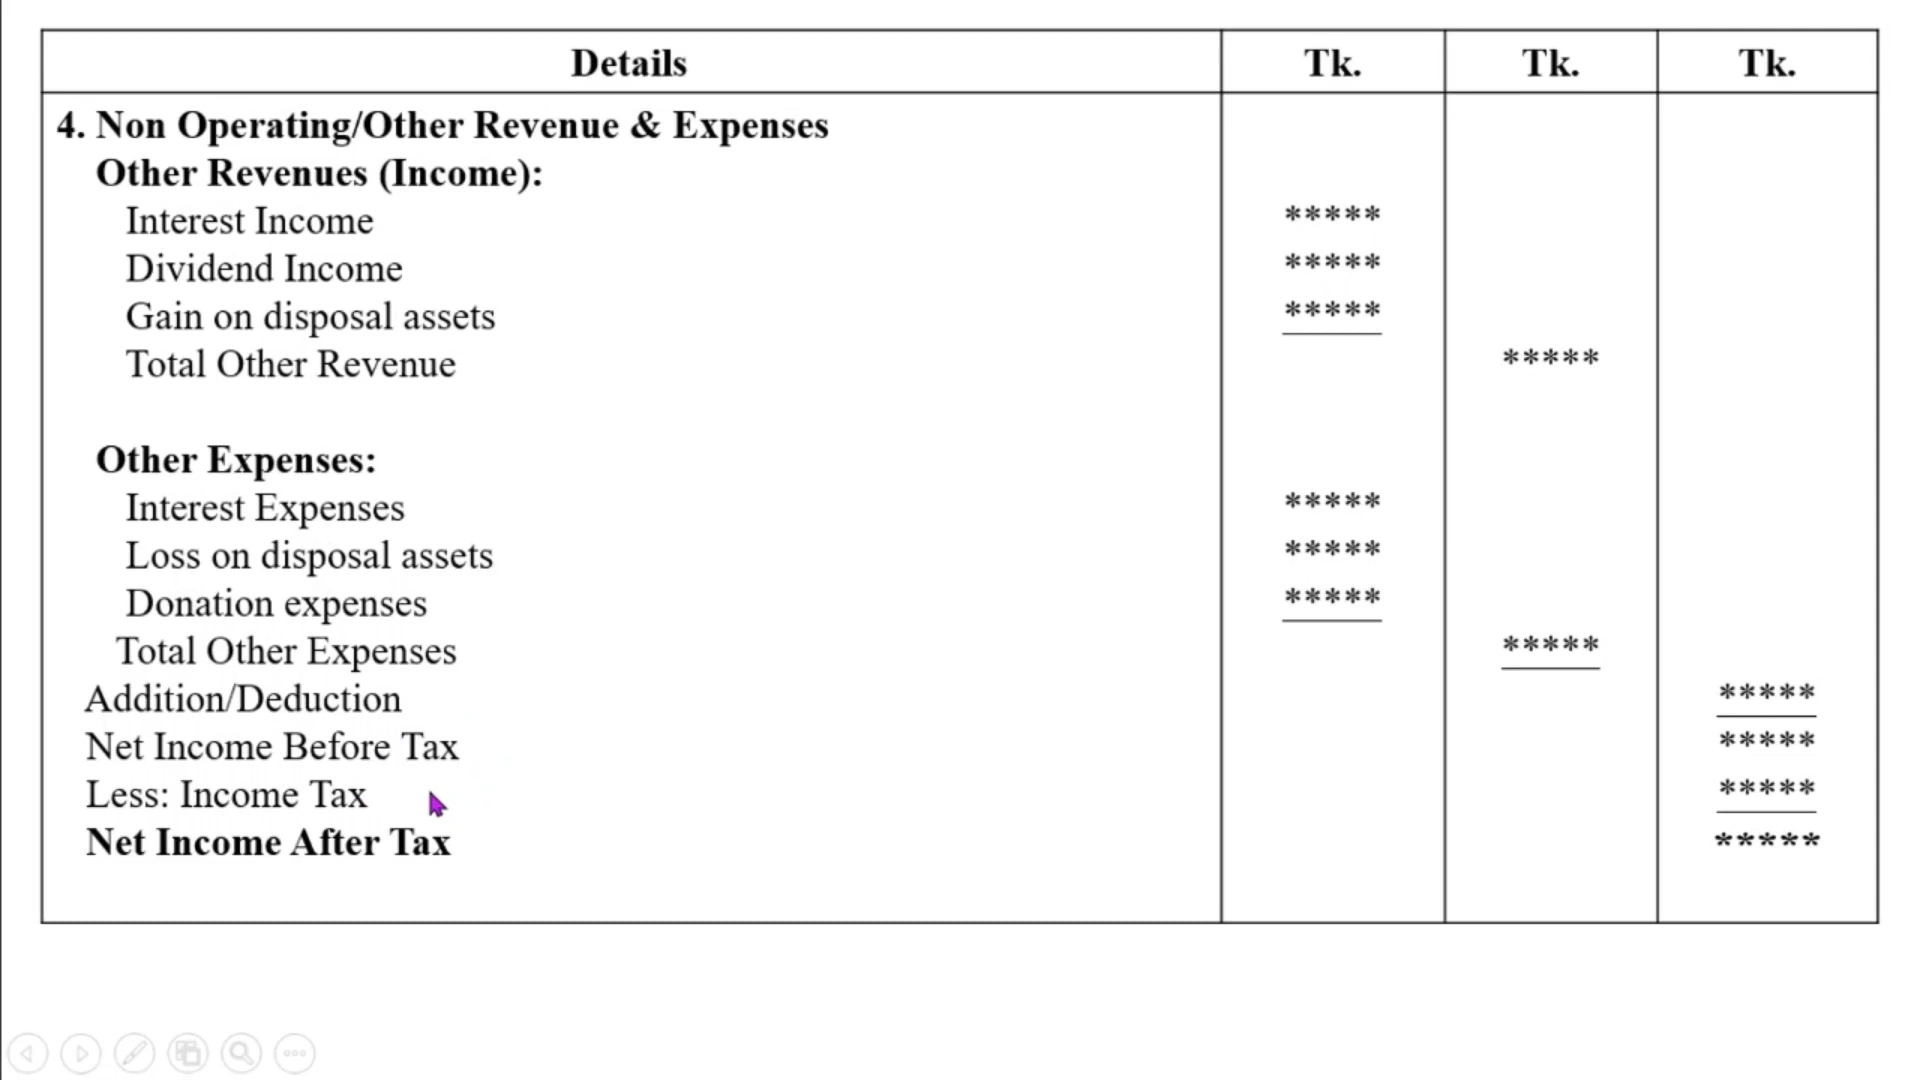 Details Tk. Tk. Tk.
4. Non Operating/Other Revenue & Expenses
Other Revenues (Income):
Interest Income *****
Dividend Income *****
Gain on disposal assets *****
Total Other Revenue *****
Other Expenses:
Interest Expenses *****
Loss on disposal assets *****
Donation expenses *****
Total Other Expenses *****
Addition/Deduction *****
Net Income Before Tax *****
Less: Income Tax *****
Net Income After Tax *****